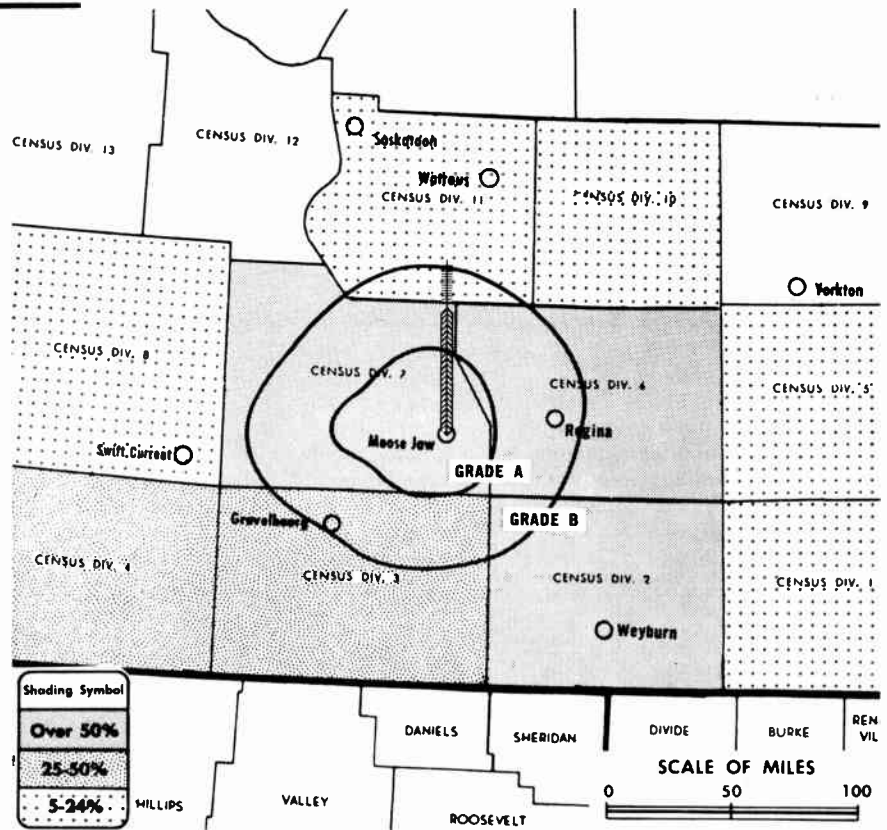 CENSUS DIV. 13
CENSUS DIV. 12
Saskatoon
Watrous
CENSUS DIV. 11
CENSUS DIV. 10
CENSUS DIV. 9
Yorkton
CENSUS DIV. 8
CENSUS DIV. 7
CENSUS DIV. 6
CENSUS DIV. 5
Swift Current
Moose Jaw
Regina
GRADE A
Gravelbourg
GRADE B
CENSUS DIV. 4
CENSUS DIV. 3
CENSUS DIV. 2
CENSUS DIV. 1
Weyburn
Shading Symbol
Over 50%
25-50%
5-24%
HILLIPS
VALLEY
DANIELS
ROOSEVELT
SHERIDAN
DIVIDE
BURKE
REN
VIL
SCALE OF MILES
0 50 100